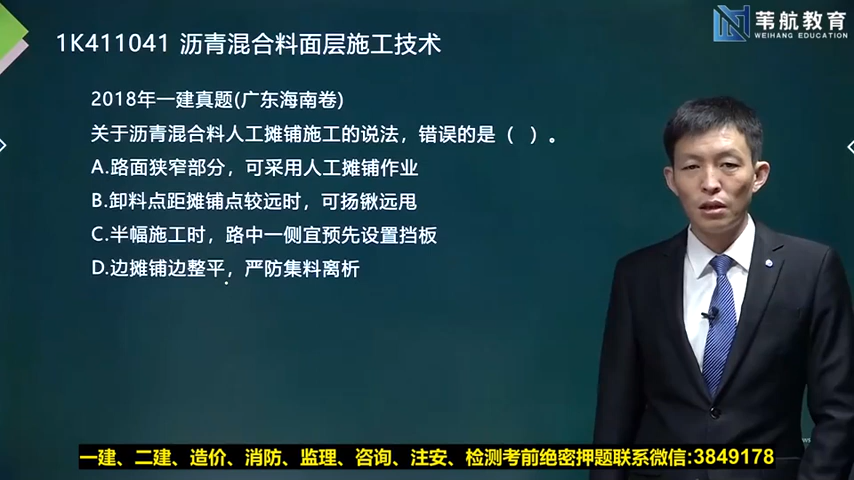 苇航教育
WEIHANG EDUCATION
1K411041 沥青混合料面层施工技术
2018年一建真题(广东海南卷)
关于沥青混合料人工摊铺施工的说法，错误的是（ ）。
A.路面狭窄部分，可采用人工摊铺作业
B.卸料点距摊铺点较远时，可扬锹远甩
C.半幅施工时，路中一侧宜预先设置挡板
D.边摊铺边整平，严防集料离析
一建、二建、造价、消防、监理、咨询、注安、检测考前绝密押题联系微信:3849178